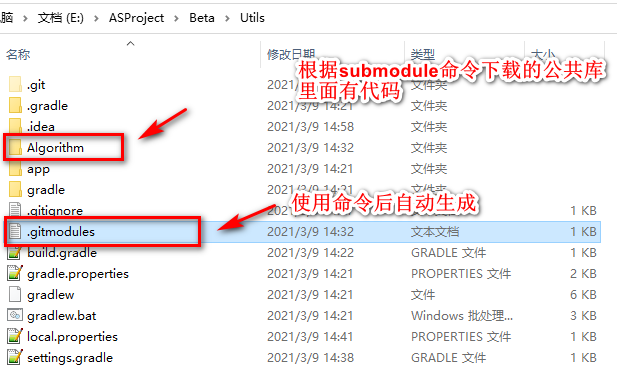 脑 › 文档 (E:) › ASProject › Beta › Utils
名称 修改日期 类型 大小
.git 2021/3/9 14:21 文件夹
.gradle 2021/3/9 14:21 文件夹
.idea 2021/3/9 14:58 文件夹
Algorithm 2021/3/9 14:32 文件夹
app 2021/3/9 14:21 文件夹
gradle 2021/3/9 14:21 文件夹
.gitignore 2021/3/9 14:21 1 KB
.gitmodules 2021/3/9 14:32 文本文档 1 KB
build.gradle 2021/3/9 14:22 GRADLE 文件 1 KB
gradle.properties 2021/3/9 14:21 PROPERTIES 文件 2 KB
gradlew 2021/3/9 14:21 文件 6 KB
gradlew.bat 2021/3/9 14:21 Windows 批处理... 3 KB
local.properties 2021/3/9 14:41 PROPERTIES 文件 1 KB
settings.gradle 2021/3/9 14:38 GRADLE 文件 1 KB
根据submodule命令下载的公共库
里面有代码
使用命令后自动生成